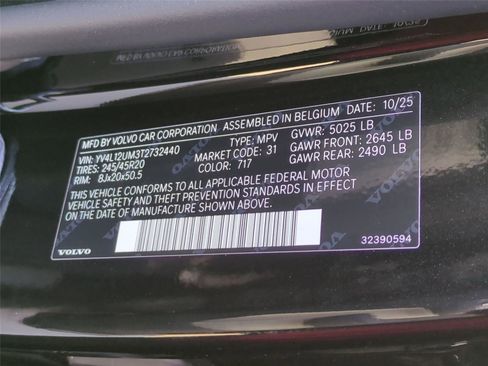 MFD BY VOLVO CAR CORPORATION ASSEMBLED IN BELGIUM DATE: 10/25
VIN: YV4L12UM3T2732440 TYPE: MPV GVWR: 5025 LB
TIRES: 245/45R20 MARKET CODE: 31 GAWR FRONT: 2645 LB
RIM: 8Jx20x50.5 COLOR: 717 GAWR REAR: 2490 LB
THIS VEHICLE CONFORMS TO ALL APPLICABLE FEDERAL MOTOR
VEHICLE SAFETY AND THEFT PREVENTION STANDARDS IN EFFECT
ON THE DATE OF MANUFACTURE SHOWN ABOVE.
VOLVO 32390594